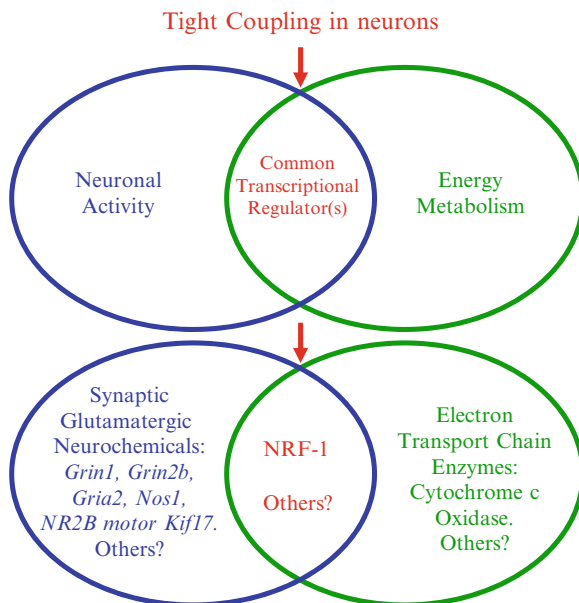 Tight Coupling in neurons
Neuronal
Activity
Common
Transcriptional
Regulator(s)
Energy
Metabolism
Synaptic
Glutamatergic
Neurochemicals:
Grin1, Grin2b,
Gria2, Nos1,
NR2B motor Kif17.
Others?
NRF-1
Others?
Electron
Transport Chain
Enzymes:
Cytochrome c
Oxidase.
Others?